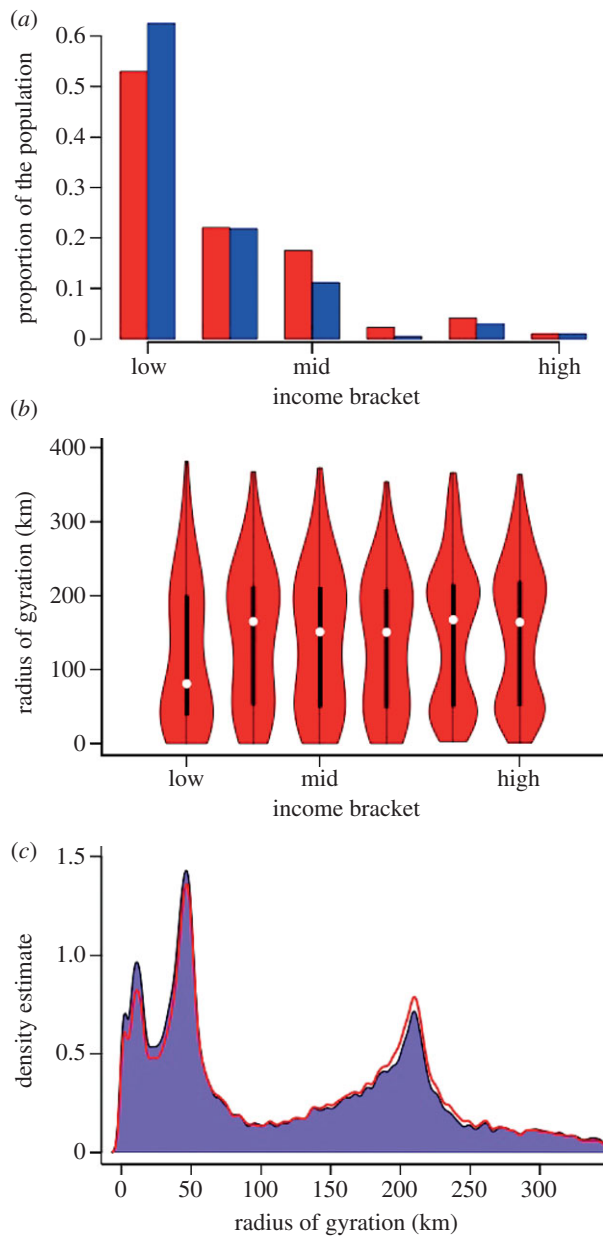 (a)
0.6
0.5
0.4
0.3
0.2
0.1
0
proportion of the population
low mid high
income bracket
(b)
400
300
200
100
0
radius of gyration (km)
low mid high
income bracket
(c)
1.5
1.0
0.5
0
density estimate
0 50 100 150 200 250 300
radius of gyration (km)